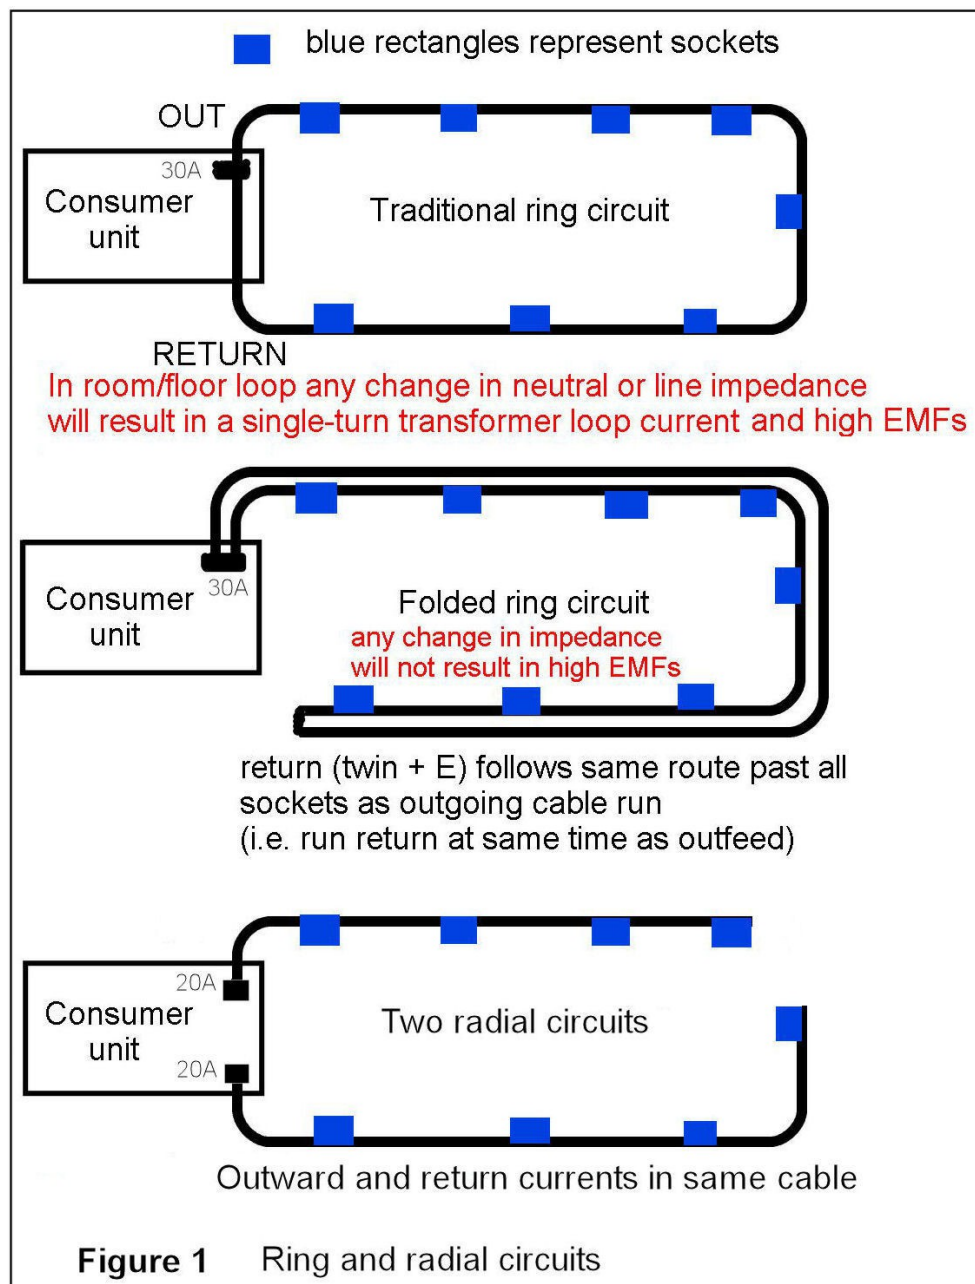 blue rectangles represent sockets
OUT
30A
Consumer
unit
Traditional ring circuit
RETURN
In room/floor loop any change in neutral or line impedance
will result in a single-turn transformer loop current and high EMFs
30A
Consumer
unit
Folded ring circuit
any change in impedance
will not result in high EMFs
return (twin + E) follows same route past all
sockets as outgoing cable run
(i.e. run return at same time as outfeed)
20A
Consumer
unit
20A
Two radial circuits
Outward and return currents in same cable
Figure 1 Ring and radial circuits